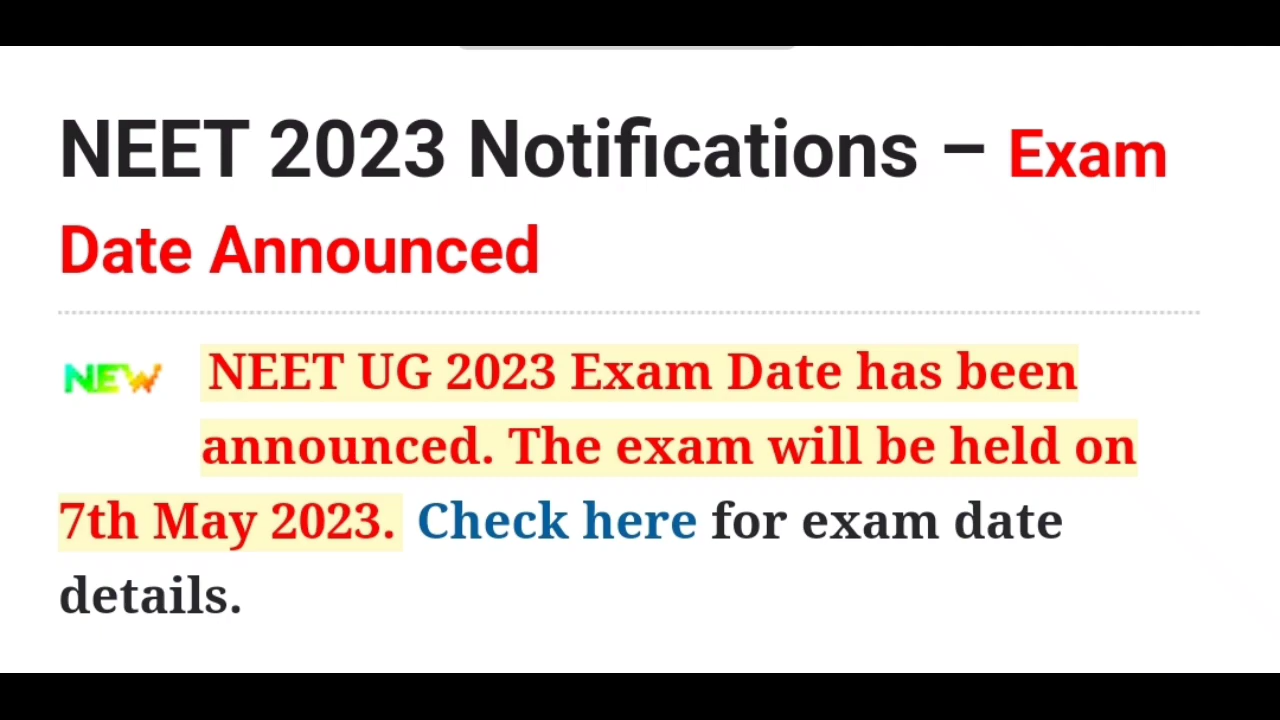 NEET 2023 Notifications – Exam
Date Announced
NEW NEET UG 2023 Exam Date has been
announced. The exam will be held on
7th May 2023. Check here for exam date
details.